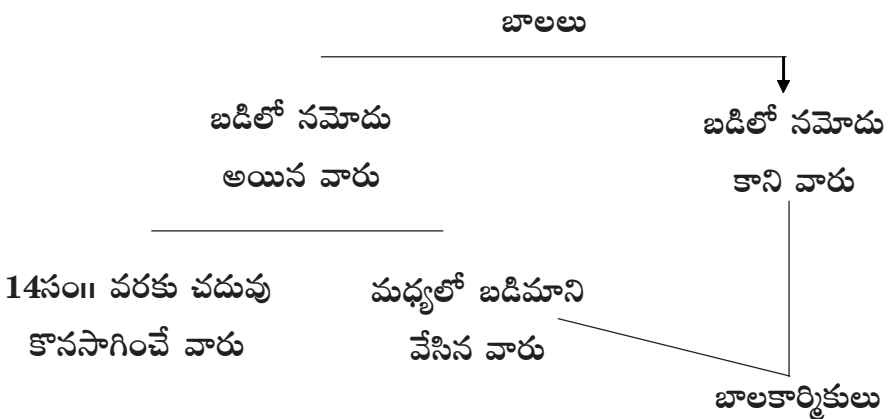 బాలలు
బడిలో నమోదు
అయిన వారు
బడిలో నమోదు
కాని వారు
14సం॥ వరకు చదువు
కొనసాగించే వారు
మధ్యలో బడిమాని
వేసిన వారు
బాలకార్మికులు